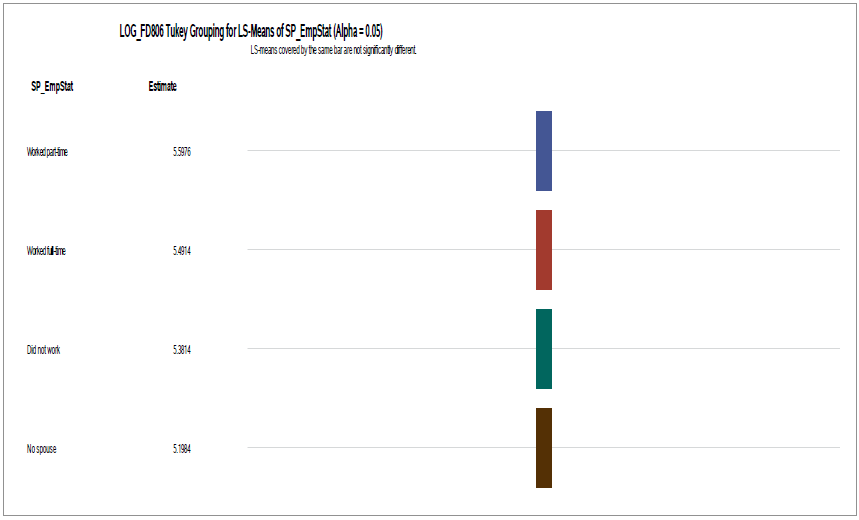 LOG_FD806 Tukey Grouping for LS-Means of SP_EmpStat (Alpha = 0.05)
LS-means covered by the same bar are not significantly different.
SP_EmpStat Estimate
Worked part-time 5.5976
Worked full-time 5.4914
Did not work 5.3814
No spouse 5.1984